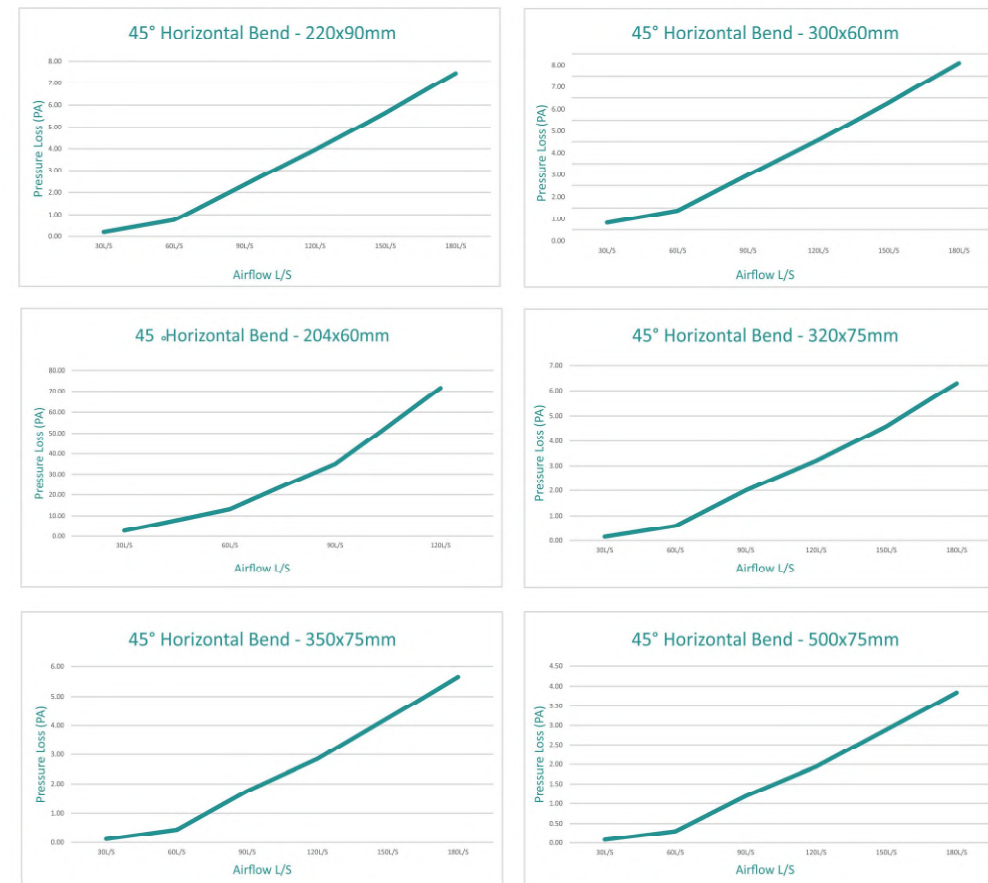 45° Horizontal Bend - 220x90mm
8.00
7.00
6.00
5.00
4.00
3.00
2.00
1.00
0.00
Pressure Loss (PA)
30L/S 60L/S 90L/S 120L/S 150L/S 180L/S
Airflow L/S
45° Horizontal Bend - 300x60mm
8.00
7.00
6.00
5.00
4.00
3.00
2.00
1.00
0.00
Pressure Loss (PA)
30L/S 60L/S 90L/S 120L/S 150L/S 180L/S
Airflow L/S
45 °Horizontal Bend - 204x60mm
80.00
70.00
60.00
50.00
40.00
30.00
20.00
10.00
0.00
Pressure Loss (PA)
30L/S 60L/S 90L/S 120L/S
Airflow L/S
45° Horizontal Bend - 320x75mm
7.00
6.00
5.00
4.00
3.00
2.00
1.00
0.00
Pressure Loss (PA)
30L/S 60L/S 90L/S 120L/S 150L/S 180L/S
Airflow L/S
45° Horizontal Bend - 350x75mm
6.00
5.00
4.00
3.00
2.00
1.00
0.00
Pressure Loss (PA)
30L/S 60L/S 90L/S 120L/S 150L/S 180L/S
Airflow L/S
45° Horizontal Bend - 500x75mm
4.50
4.00
3.50
3.00
2.50
2.00
1.50
1.00
0.50
0.00
Pressure Loss (PA)
30L/S 60L/S 90L/S 120L/S 150L/S 180L/S
Airflow L/S